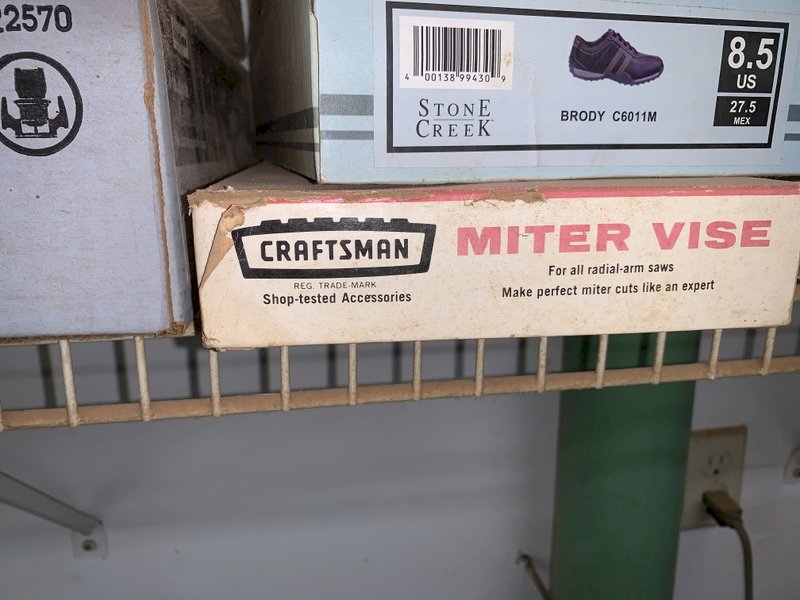 22570
4 00138 99430 9
STONE
CREEK
BRODY C6011M
8.5
US
27.5
MEX
CRAFTSMAN
REG. TRADE-MARK
Shop-tested Accessories
MITER VISE
For all radial-arm saws
Make perfect miter cuts like an expert